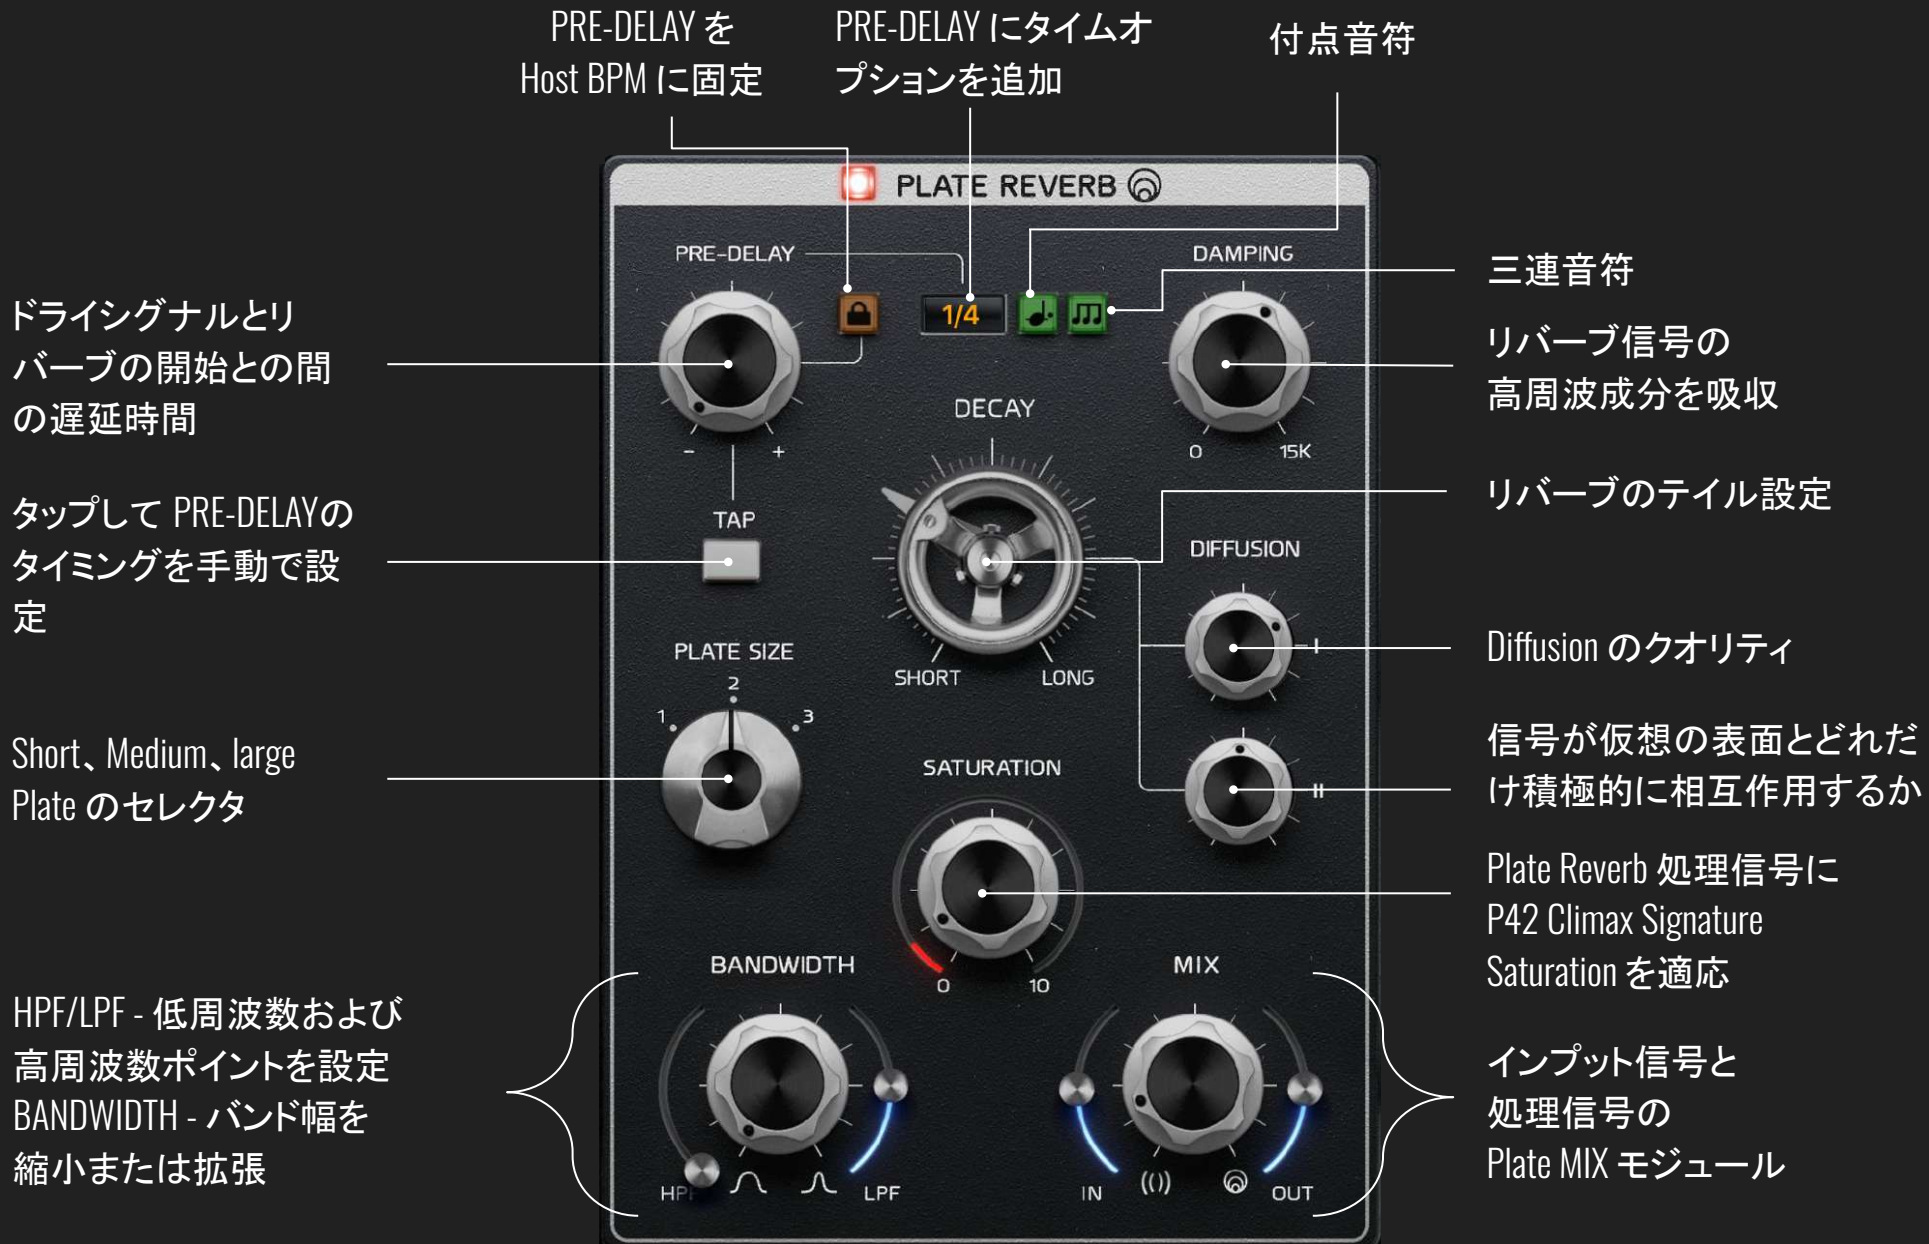 PRE-DELAY を
Host BPM に固定
PRE-DELAY にタイムオ
プションを追加
付点音符
PLATE REVERB
PRE-DELAY
1/4
DAMPING
0
15K
三連音符
ドライシグナルとリ
バーブの開始との間
の遅延時間
リバーブ信号の
高周波成分を吸収
-
+
DECAY
SHORT
LONG
リバーブのテイル設定
タップして PRE-DELAYの
タイミングを手動で設
定
TAP
DIFFUSION
I
II
Diffusion のクオリティ
PLATE SIZE
1
2
3
Short、Medium、large
Plate のセレクタ
信号が仮想の表面とどれだ
け積極的に相互作用するか
SATURATION
0
10
Plate Reverb 処理信号に
P42 Climax Signature
Saturation を適応
BANDWIDTH
HPF
LPF
HPF/LPF - 低周波数および
高周波数ポイントを設定
BANDWIDTH - バンド幅を
縮小または拡張
MIX
IN
OUT
インプット信号と
処理信号の
Plate MIX モジュール